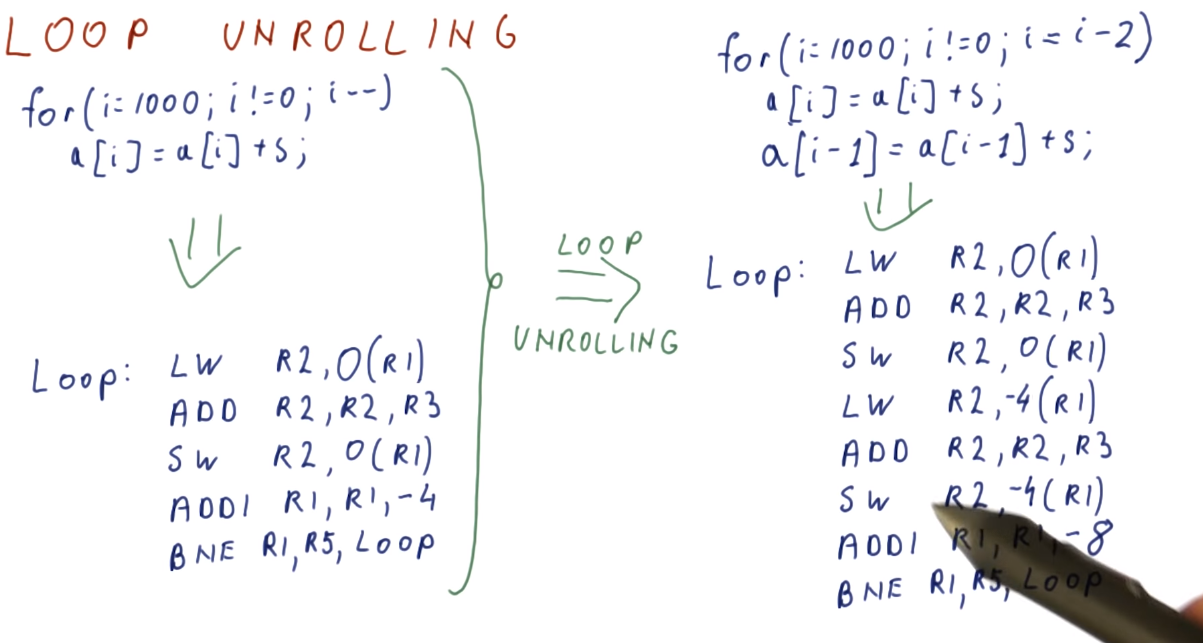 LOOP UNROLLING
for(i=1000; i!=0; i--)
a[i]=a[i]+s;
Loop: LW R2,0(R1)
ADD R2,R2,R3
SW R2,0(R1)
ADDI R1,R1,-4
BNE R1,R5,Loop
LOOP
UNROLLING
for(i=1000; i!=0; i=i-2)
a[i]=a[i]+s;
a[i-1]=a[i-1]+s;
Loop: LW R2,0(R1)
ADD R2,R2,R3
SW R2,0(R1)
LW R2,-4(R1)
ADD R2,R2,R3
SW R2,-4(R1)
ADDI R1,R1,-8
BNE R1,R5,Loop